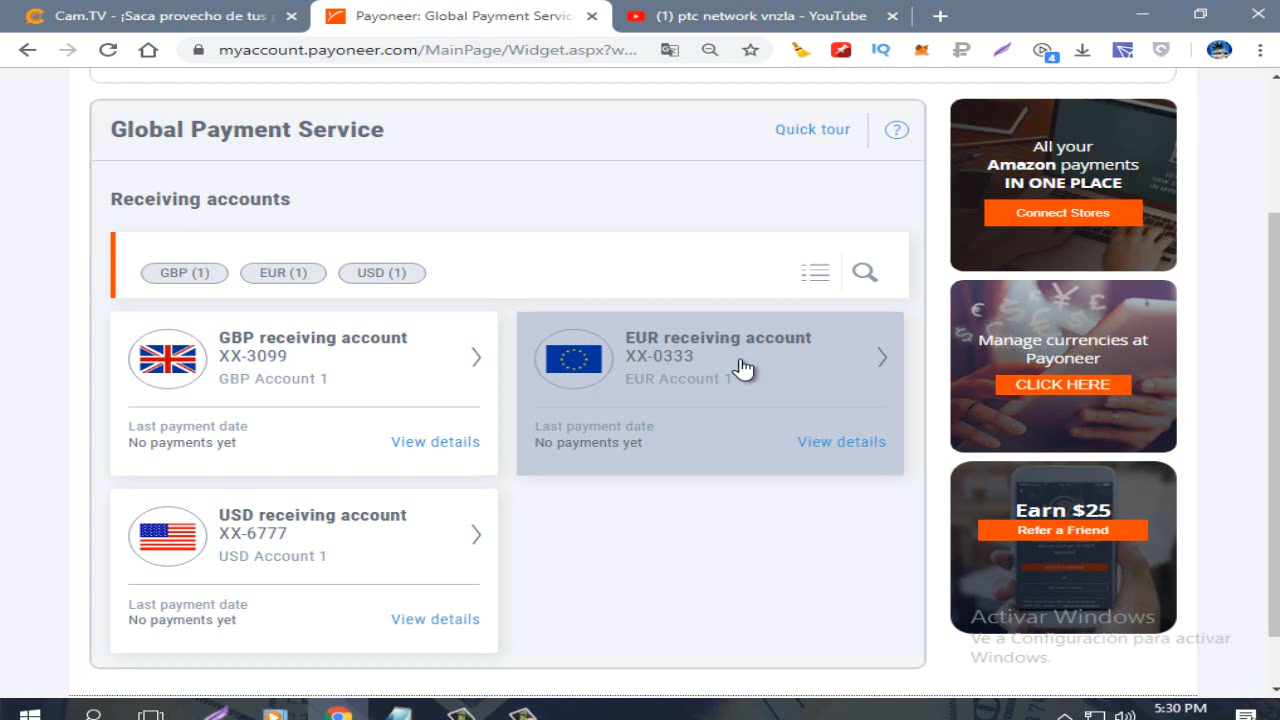 Cam.TV - ¡Saca provecho de tus
Payoneer: Global Payment Servic
(1) ptc network vnzla - YouTube
myaccount.payoneer.com/MainPage/Widget.aspx?w...
IQ
4
Global Payment Service
Quick tour
?
Receiving accounts
GBP (1)
EUR (1)
USD (1)
GBP receiving account
XX-3099
GBP Account 1
Last payment date
No payments yet
View details
EUR receiving account
XX-0333
EUR Account 1
Last payment date
No payments yet
View details
USD receiving account
XX-6777
USD Account 1
Last payment date
No payments yet
View details
All your
Amazon payments
IN ONE PLACE
Connect Stores
Manage currencies at
Payoneer
CLICK HERE
Earn $25
Refer a Friend
Activar Windows
Ve a Configuración para activar
Windows.
5:30 PM